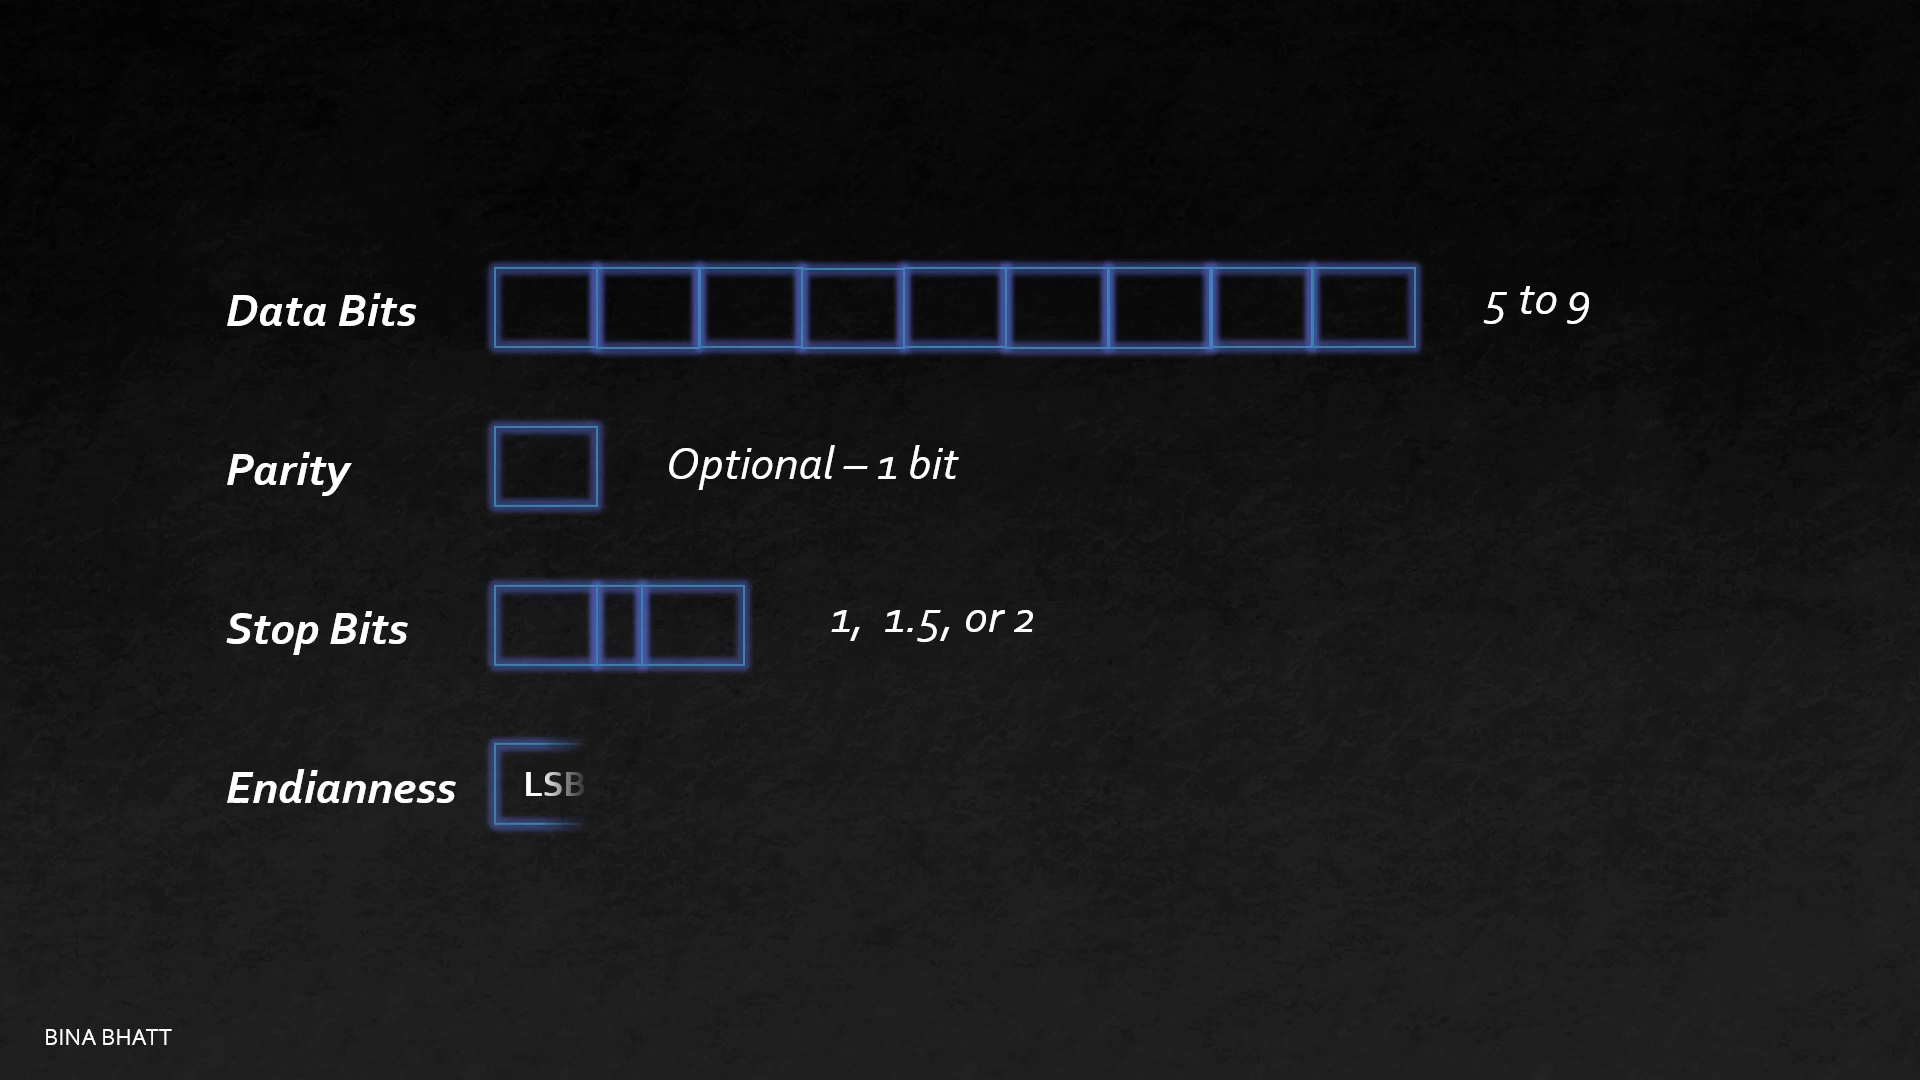 Data Bits 5 to 9
Parity Optional – 1 bit
Stop Bits 1, 1.5, or 2
Endianness LSB
BINA BHATT